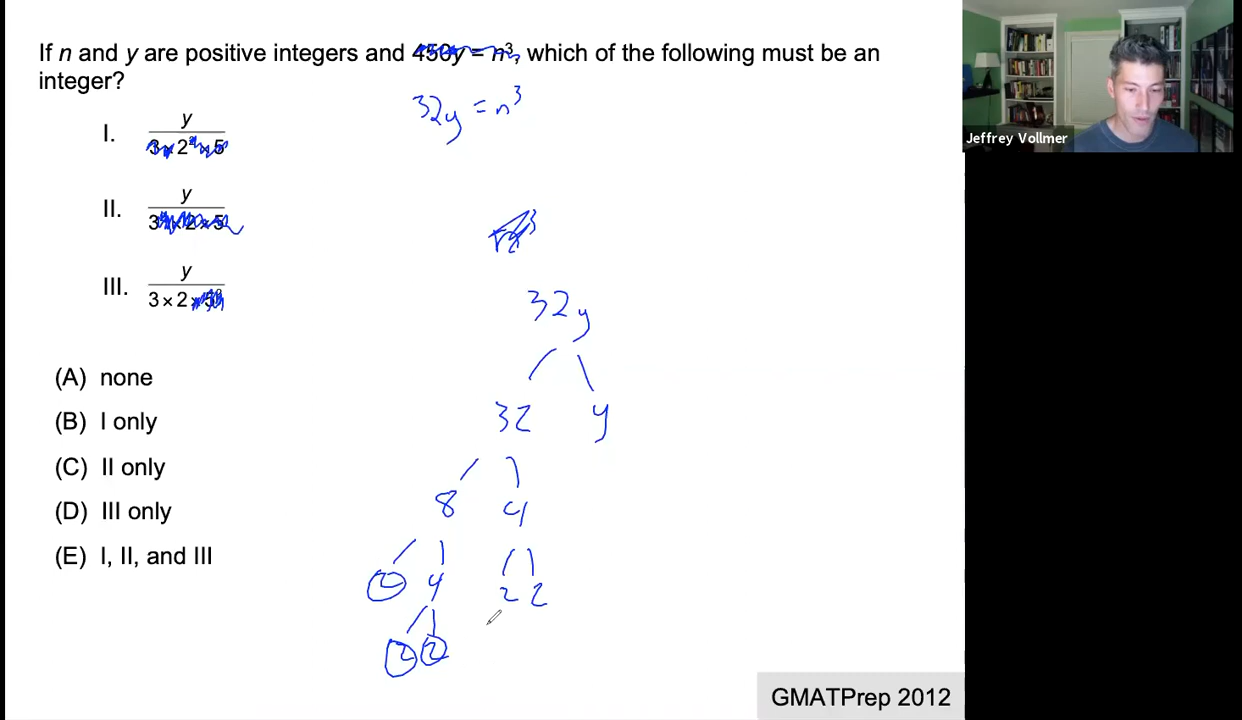 If n and y are positive integers and 450y = n³, which of the following must be an
integer?
32y = n³
I. y
3 × 2² × 5
II. y
3² × 2 × 5
III. y
3 × 2 × 5²
32y
32 y
8 4
2 4 2 2
2 2
(A) none
(B) I only
(C) II only
(D) III only
(E) I, II, and III
Jeffrey Vollmer
GMATPrep 2012